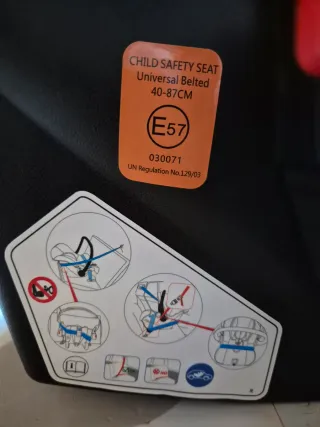 CHILD SAFETY SEAT
Universal Belted
40-87CM
E57
030071
UN Regulation No.129/03